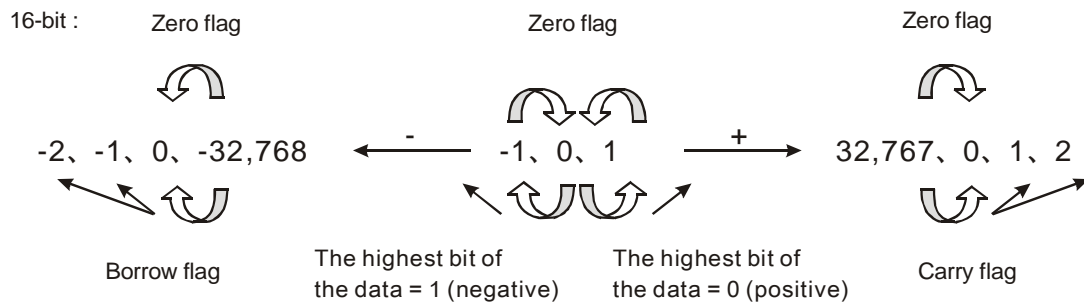 16-bit : Zero flag Zero flag Zero flag
-2、-1、0、-32,768 - -1、0、1 + 32,767、0、1、2
Borrow flag The highest bit of the data = 1 (negative) The highest bit of the data = 0 (positive) Carry flag